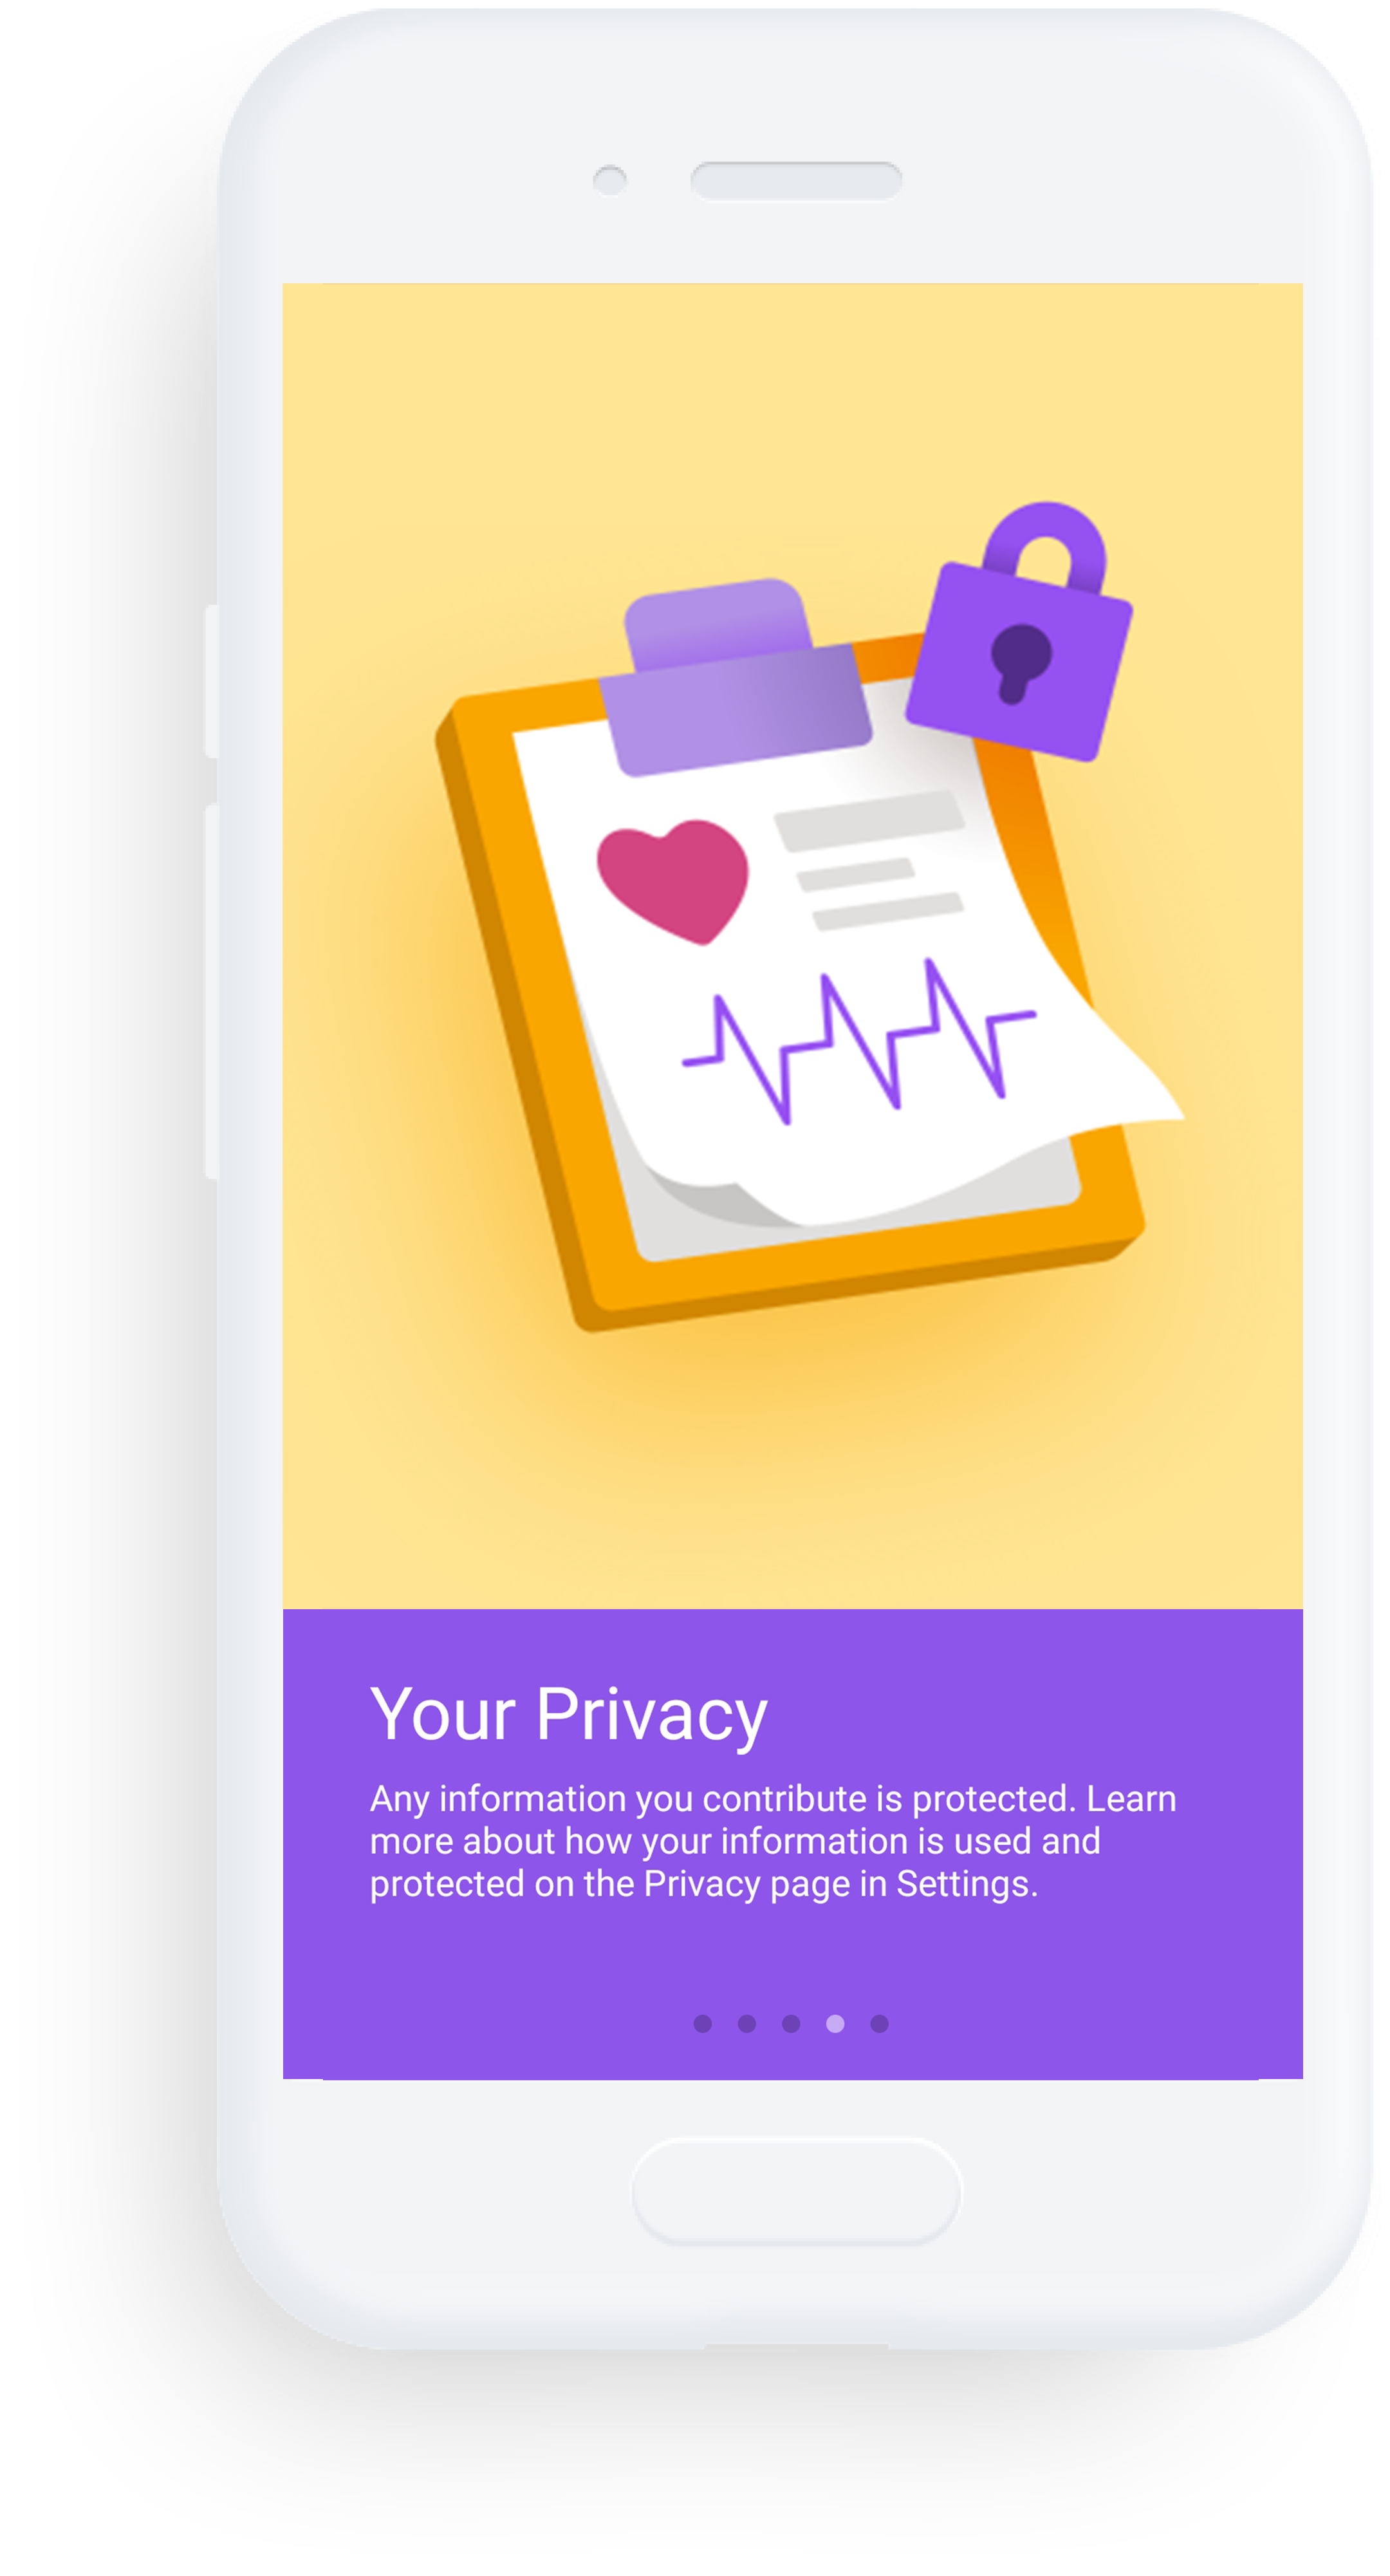 Your Privacy
Any information you contribute is protected. Learn
more about how your information is used and
protected on the Privacy page in Settings.